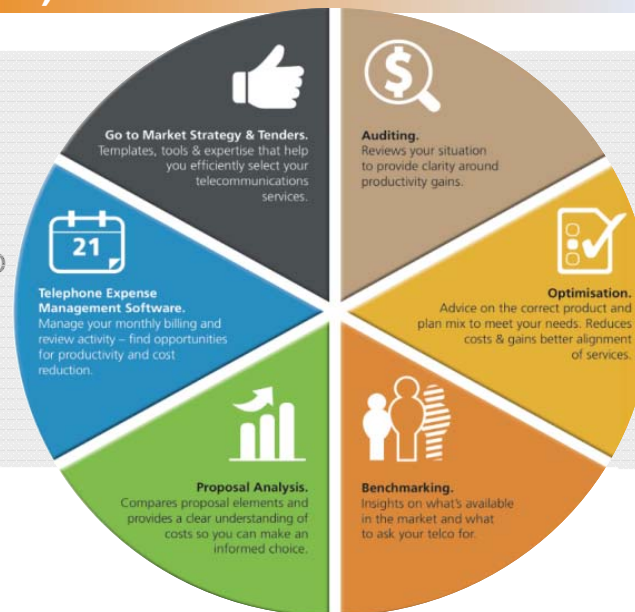 Go to Market Strategy & Tenders.
Templates, tools & expertise that help
you efficiently select your
telecommunications
services.
Auditing.
Reviews your situation
to provide clarity around
productivity gains.
Optimisation.
Advice on the correct product and
plan mix to meet your needs. Reduces
costs & gains better alignment
of services.
Benchmarking.
Insights on what's available
in the market and what
to ask your telco for.
Proposal Analysis.
Compares proposal elements and
provides a clear understanding of
costs so you can make an
informed choice.
21
Telephone Expense
Management Software.
Manage your monthly billing and
review activity – find opportunities
for productivity and cost
reduction.
$